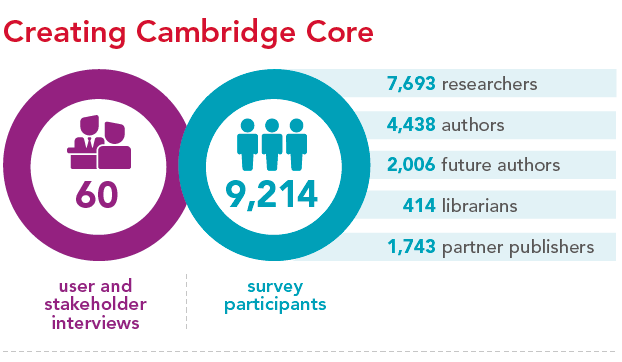 Creating Cambridge Core
60
user and
stakeholder
interviews
9,214
survey
participants
7,693 researchers
4,438 authors
2,006 future authors
414 librarians
1,743 partner publishers